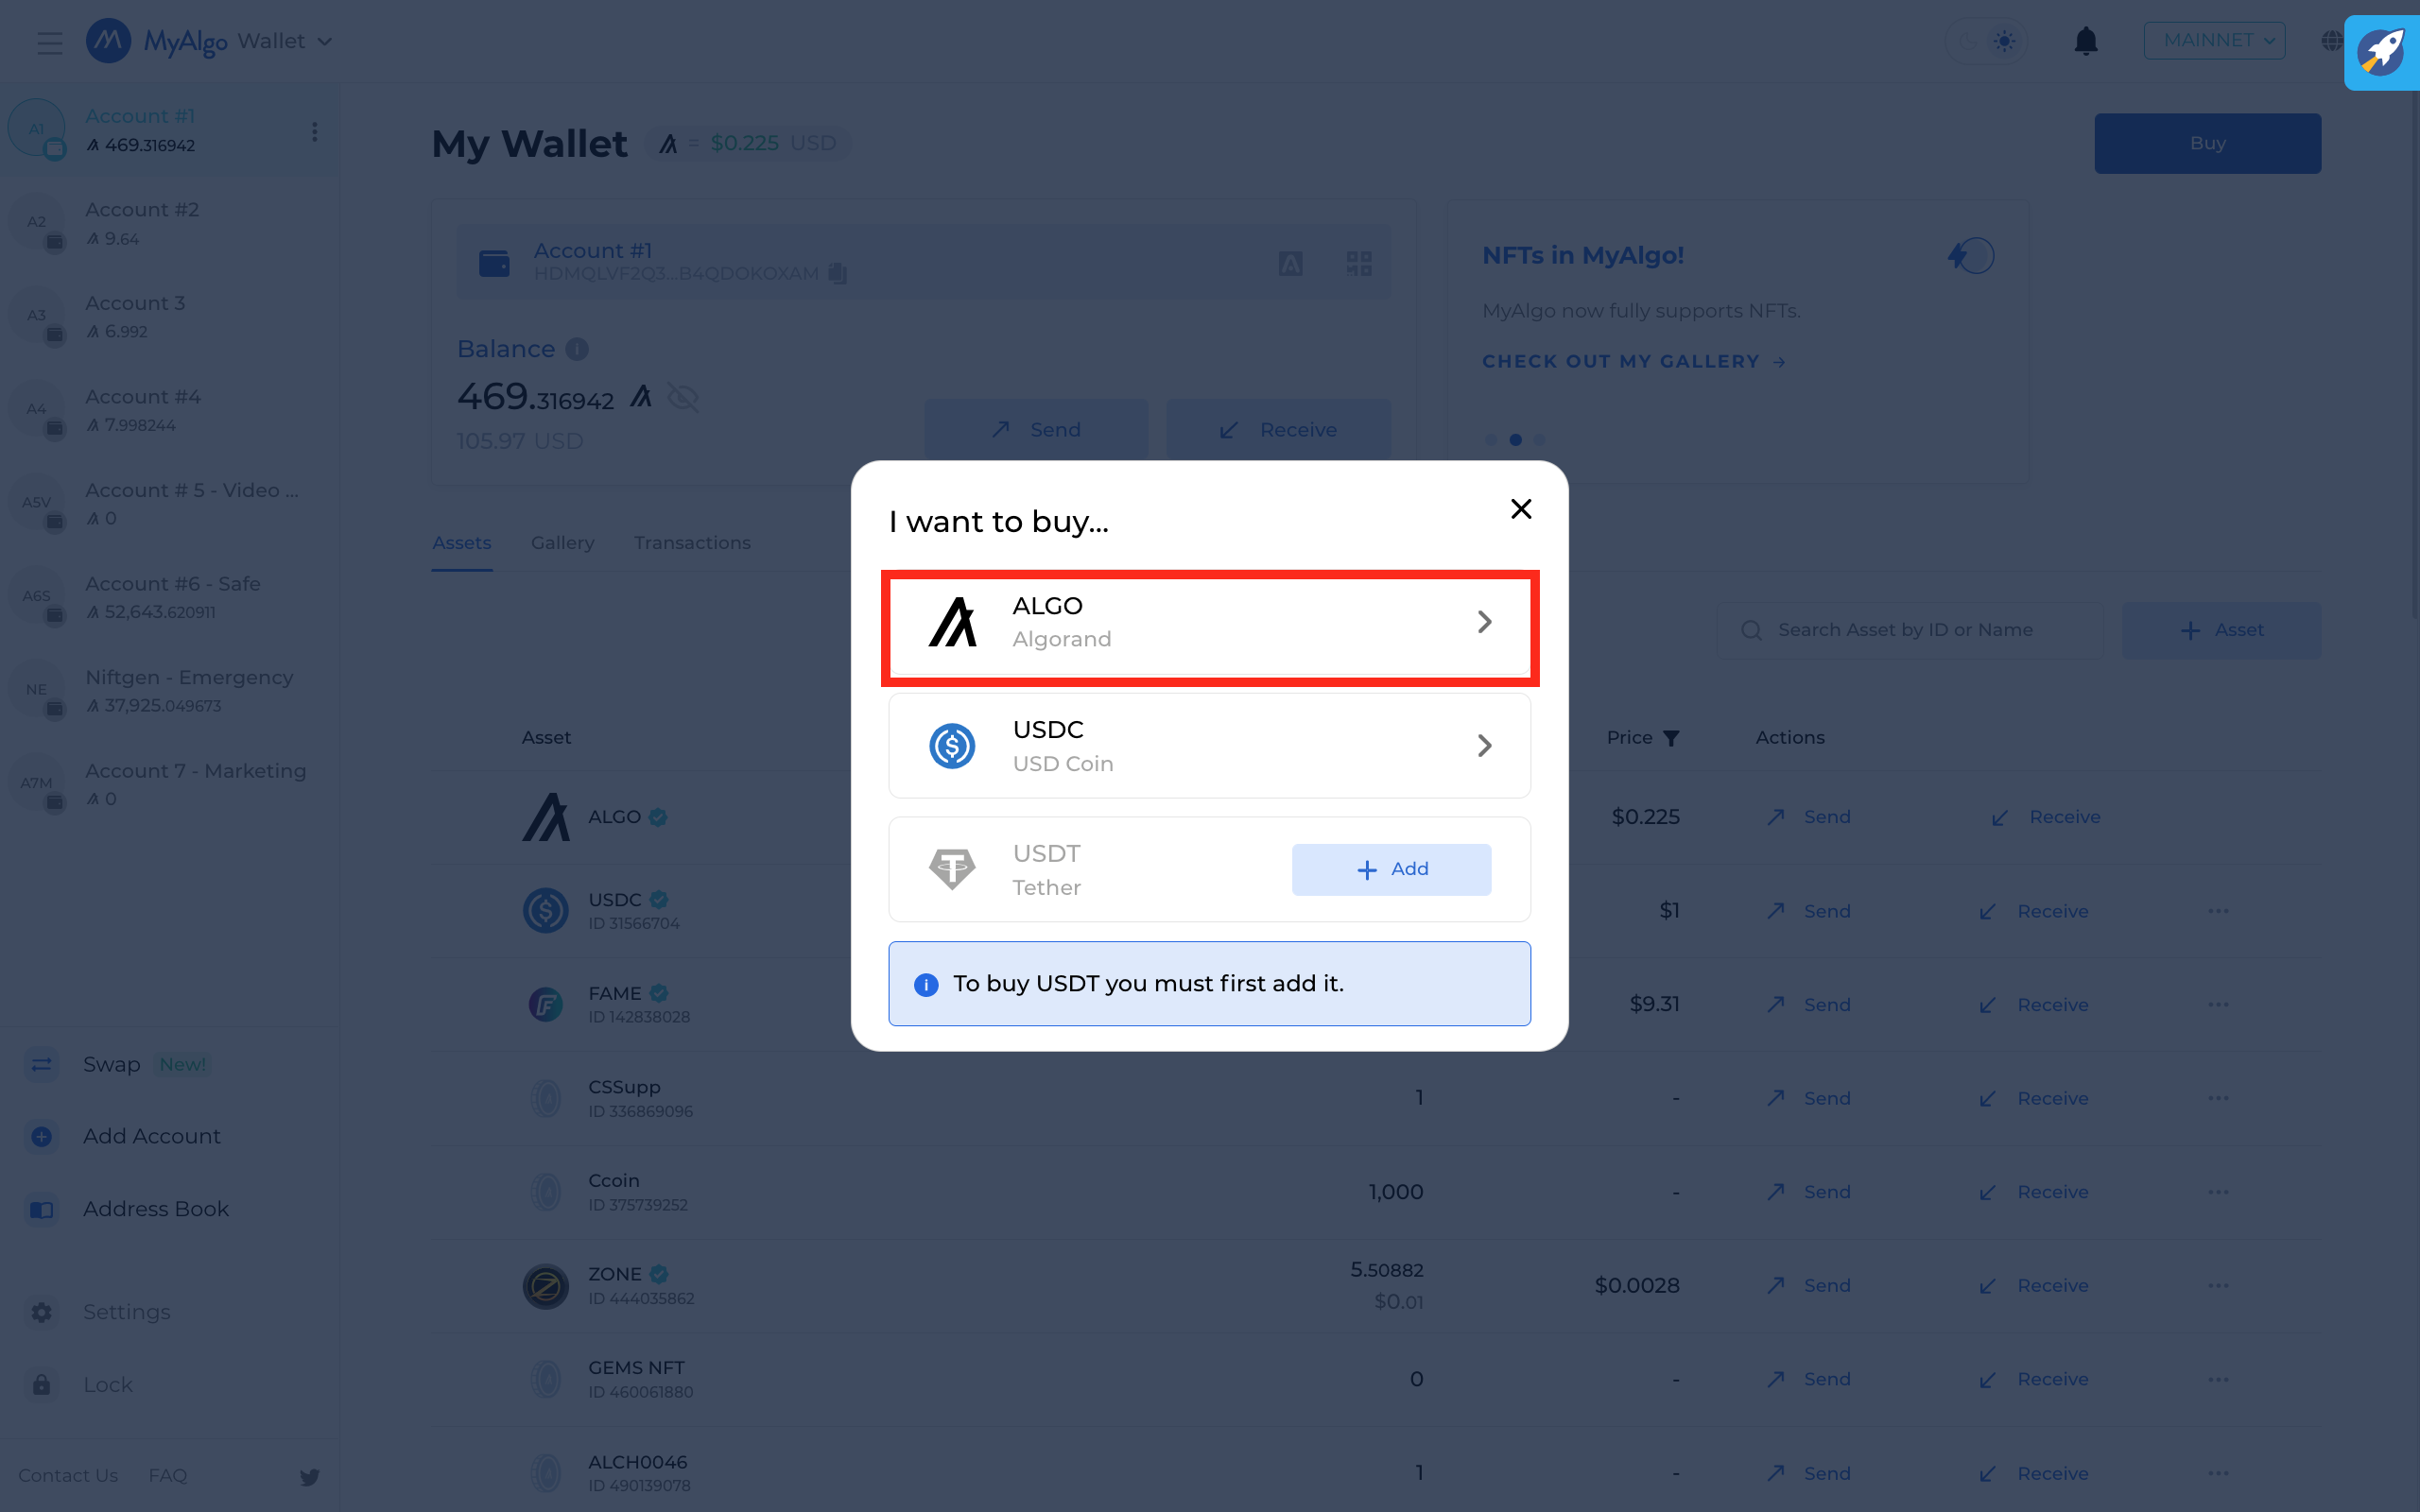 MyAlgo Wallet
MAINNET
A1
Account #1
469.316942
A2
Account #2
9.64
A3
Account 3
6.992
A4
Account #4
7.998244
A5V
Account # 5 - Video ...
0
A6S
Account #6 - Safe
52,643.620911
NE
Niftgen - Emergency
37,925.049673
A7M
Account 7 - Marketing
0
Swap New!
Add Account
Address Book
Settings
Lock
Contact Us FAQ
My Wallet = $0.225 USD
Buy
Account #1
HDMQLVF2Q3...B4QDOKOXAM
Balance
469.316942
105.97 USD
Send Receive
NFTs in MyAlgo!
MyAlgo now fully supports NFTs.
CHECK OUT MY GALLERY →
Assets Gallery Transactions
Search Asset by ID or Name
+ Asset
I want to buy...
ALGO
Algorand
USDC
USD Coin
USDT
Tether
+ Add
To buy USDT you must first add it.
Asset Price Actions
ALGO $0.225 Send Receive
USDC
ID 31566704
$1 Send Receive ...
FAME
ID 142838028
$9.31 Send Receive ...
CSSupp
ID 336869096
1 - Send Receive ...
Ccoin
ID 375739252
1,000 - Send Receive ...
ZONE
ID 444035862
5.50882
$0.01
$0.0028 Send Receive ...
GEMS NFT
ID 460061880
0 - Send Receive ...
ALCH0046
ID 490139078
1 - Send Receive ...